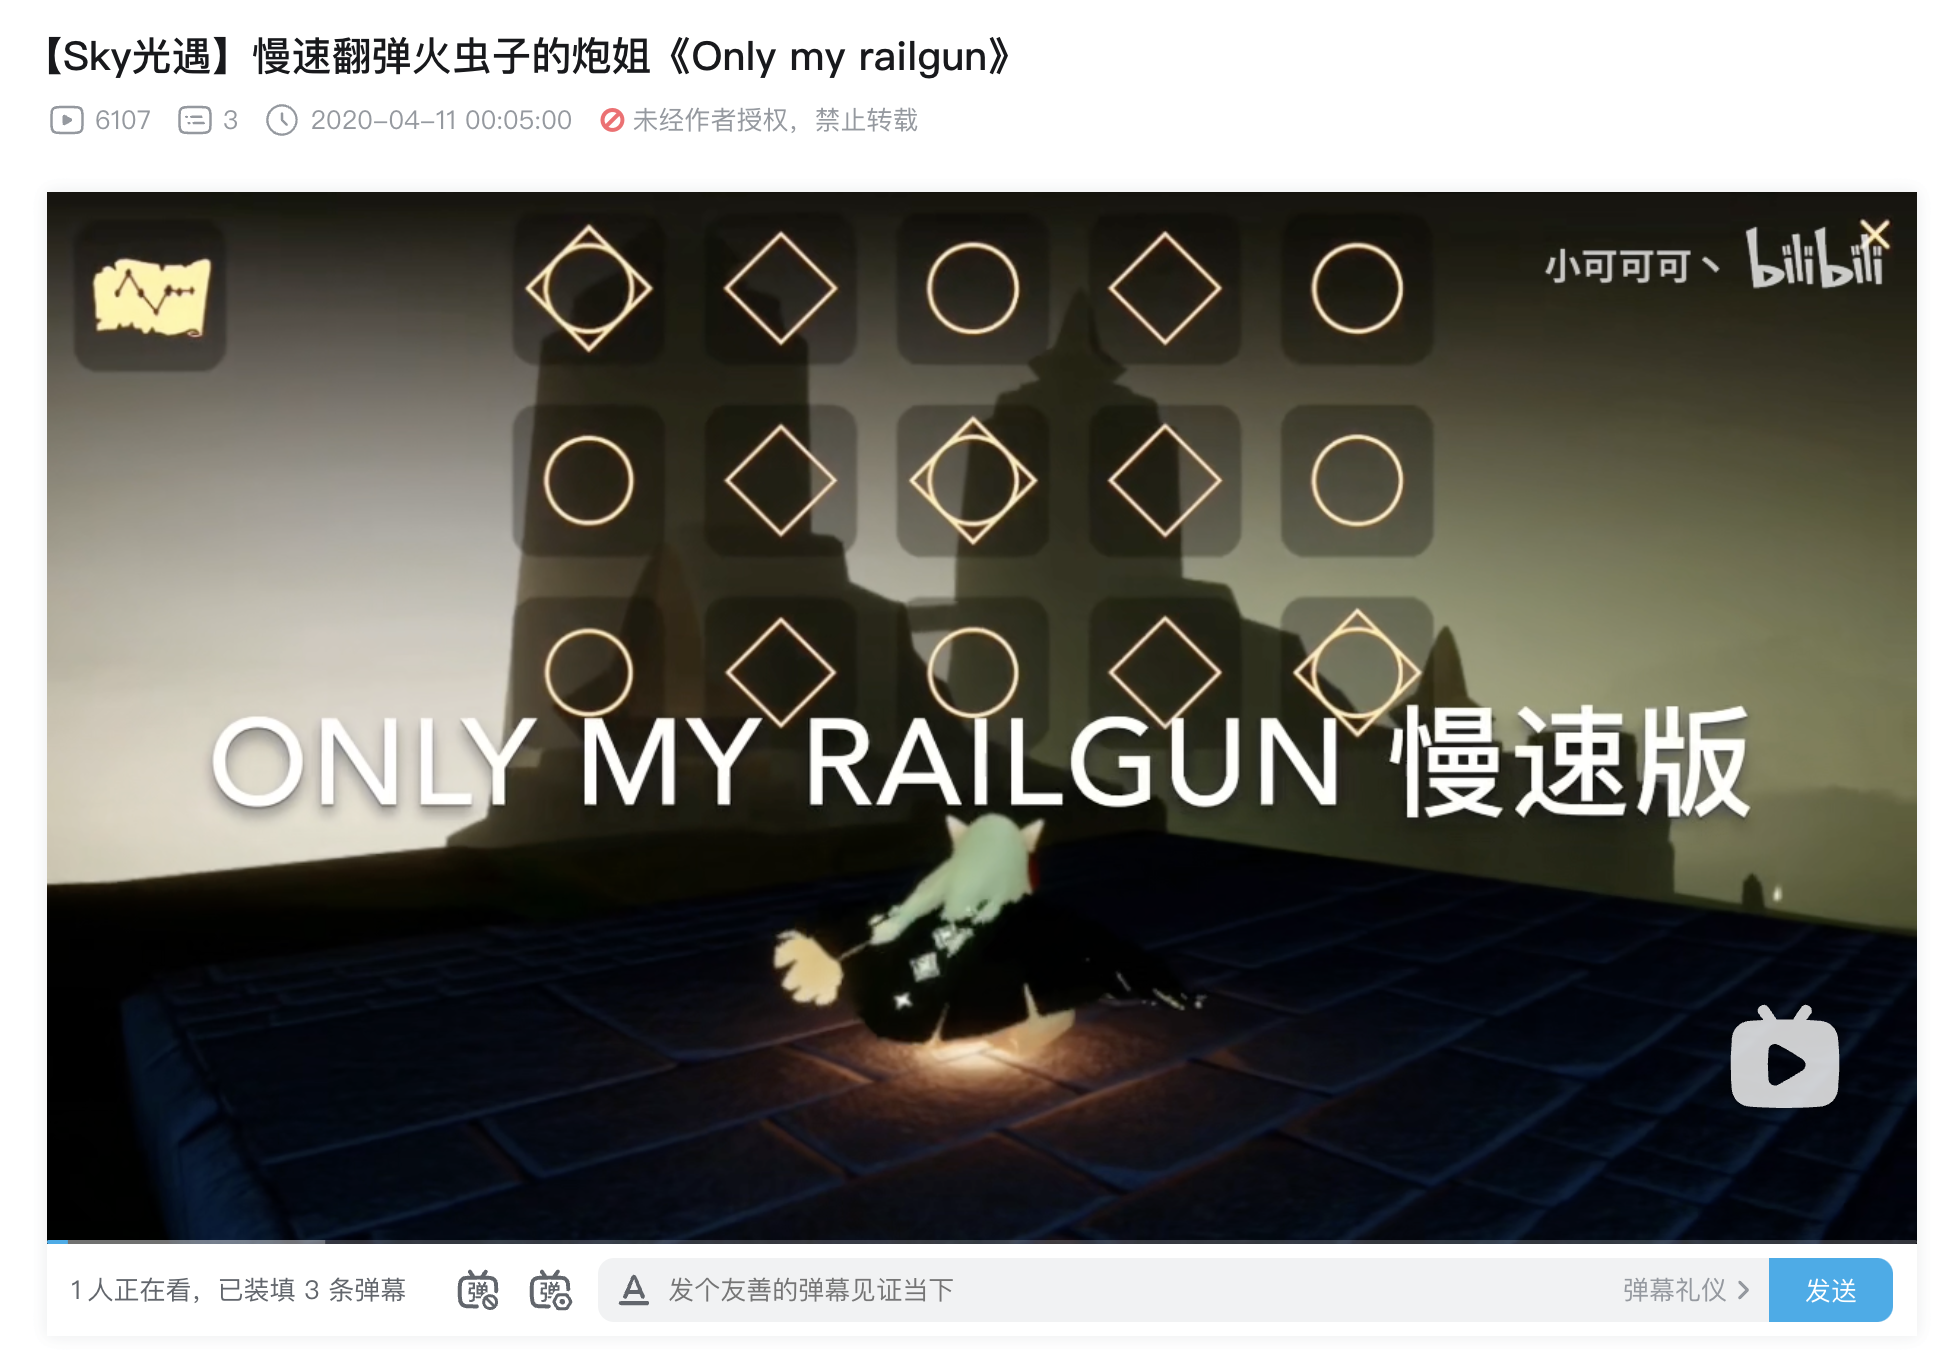 【Sky光遇】慢速翻弹火虫子的炮姐《Only my railgun》
6107 3 2020-04-11 00:05:00 未经作者授权，禁止转载
小可可可丶 bilibili
ONLY MY RAILGUN 慢速版
1人正在看，已装填 3 条弹幕 弹 弹 A 发个友善的弹幕见证当下 弹幕礼仪 发送